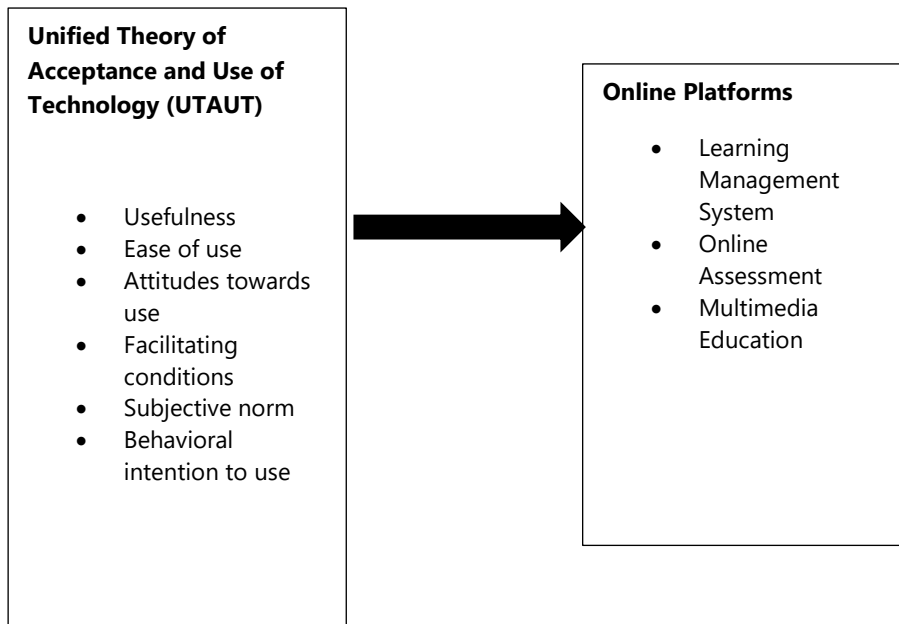 Unified Theory of
Acceptance and Use of
Technology (UTAUT)
• Usefulness
• Ease of use
• Attitudes towards
use
• Facilitating
conditions
• Subjective norm
• Behavioral
intention to use
Online Platforms
• Learning
Management
System
• Online
Assessment
• Multimedia
Education